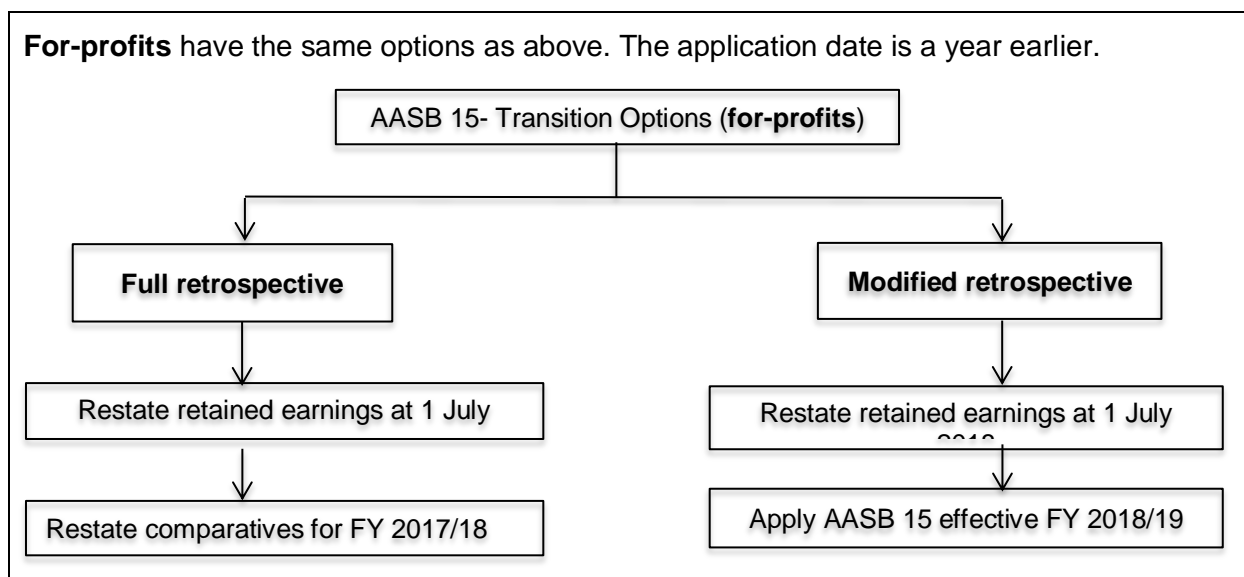 For-profits have the same options as above. The application date is a year earlier.
AASB 15- Transition Options (for-profits)
Full retrospective
Modified retrospective
Restate retained earnings at 1 July
Restate retained earnings at 1 July
Restate comparatives for FY 2017/18
Apply AASB 15 effective FY 2018/19